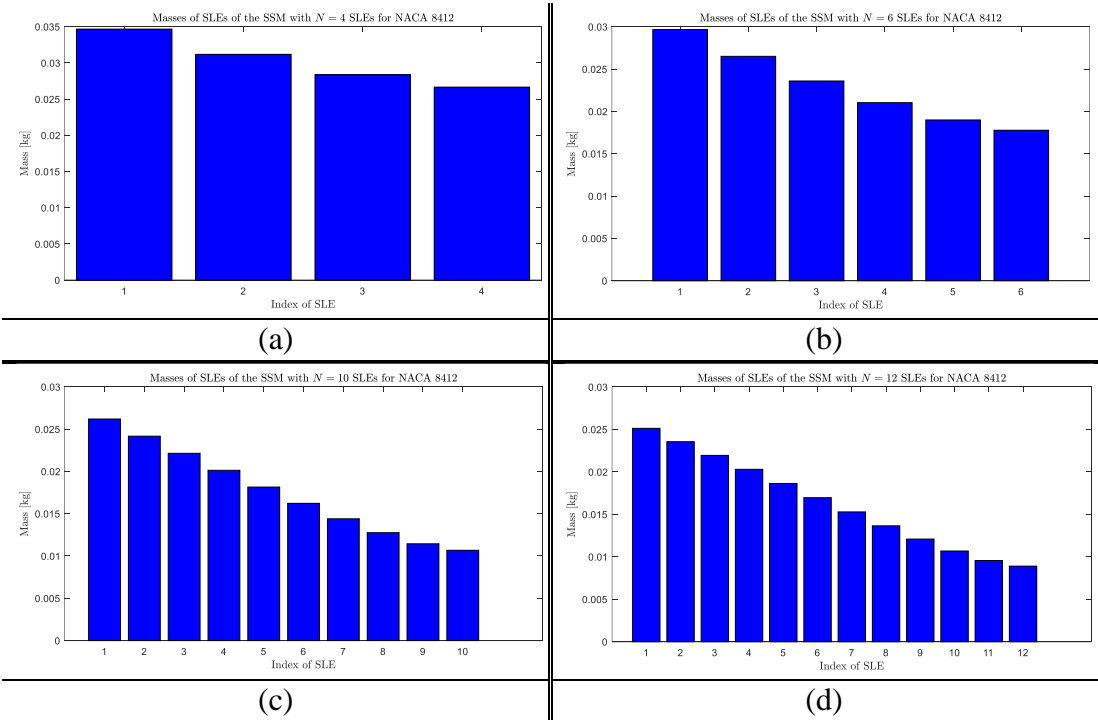 Masses of SLEs of the SSM with N = 4 SLEs for NACA 8412
0.035
0.03
0.025
0.02
0.015
0.01
0.005
0
Mass [kg]
1 2 3 4
Index of SLE
(a)
Masses of SLEs of the SSM with N = 6 SLEs for NACA 8412
0.03
0.025
0.02
0.015
0.01
0.005
0
Mass [kg]
1 2 3 4 5 6
Index of SLE
(b)
Masses of SLEs of the SSM with N = 10 SLEs for NACA 8412
0.03
0.025
0.02
0.015
0.01
0.005
0
Mass [kg]
1 2 3 4 5 6 7 8 9 10
Index of SLE
(c)
Masses of SLEs of the SSM with N = 12 SLEs for NACA 8412
0.03
0.025
0.02
0.015
0.01
0.005
0
Mass [kg]
1 2 3 4 5 6 7 8 9 10 11 12
Index of SLE
(d)